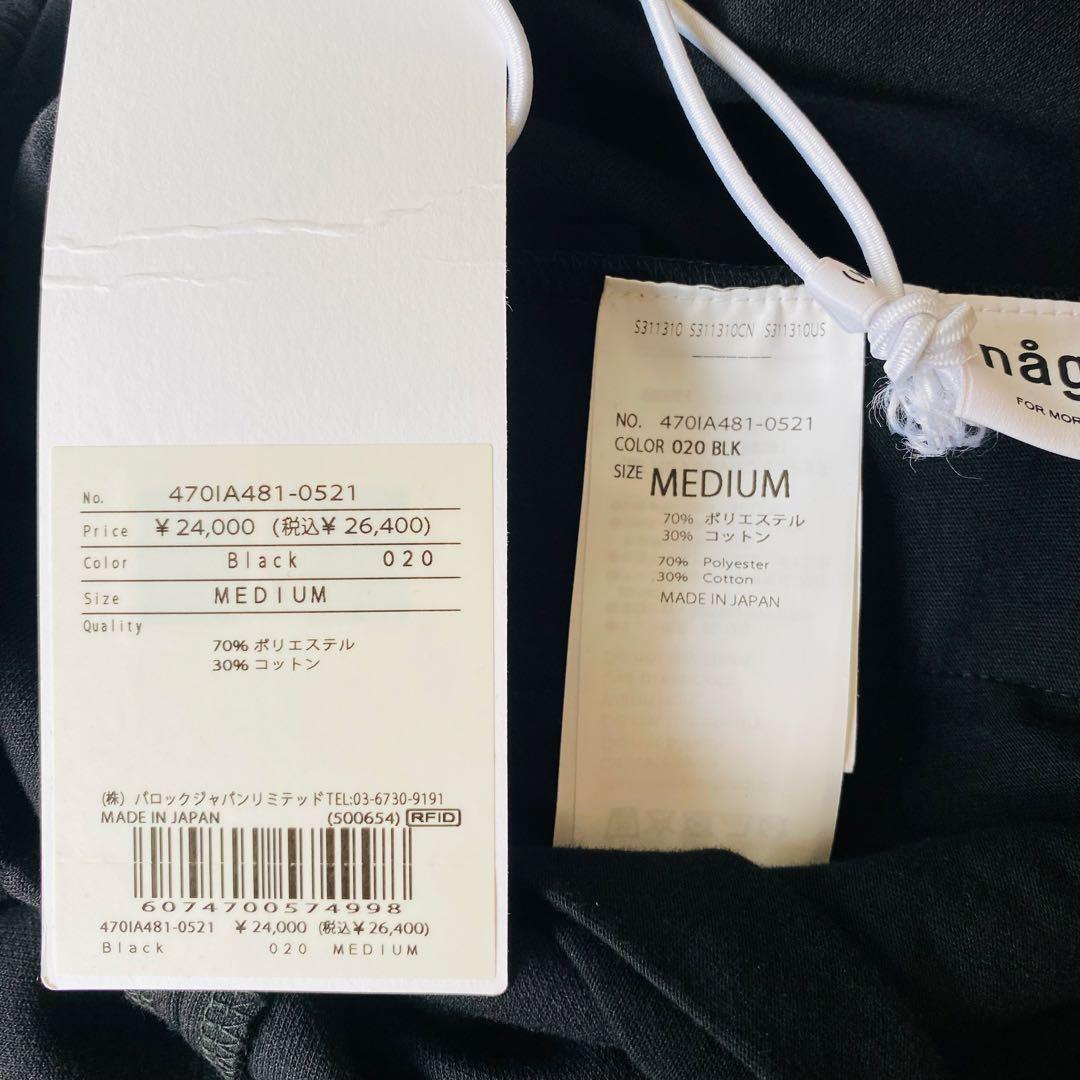 No. 470IA481-0521
Price ￥24,000 (税込￥26,400)
Color Black 020
Size MEDIUM
Quality
70% ポリエステル
30% コットン
(株) バロックジャパンリミテッドTEL:03-6730-9191
MADE IN JAPAN (500654) RFID
6074700574998
470IA481-0521 ￥24,000 (税込￥26,400)
Black 020 MEDIUM
S311310 S311310CN S311310US
NO. 470IA481-0521
COLOR 020 BLK
SIZE MEDIUM
70% ポリエステル
30% コットン
70% Polyester
30% Cotton
MADE IN JAPAN
någ
FOR MOR